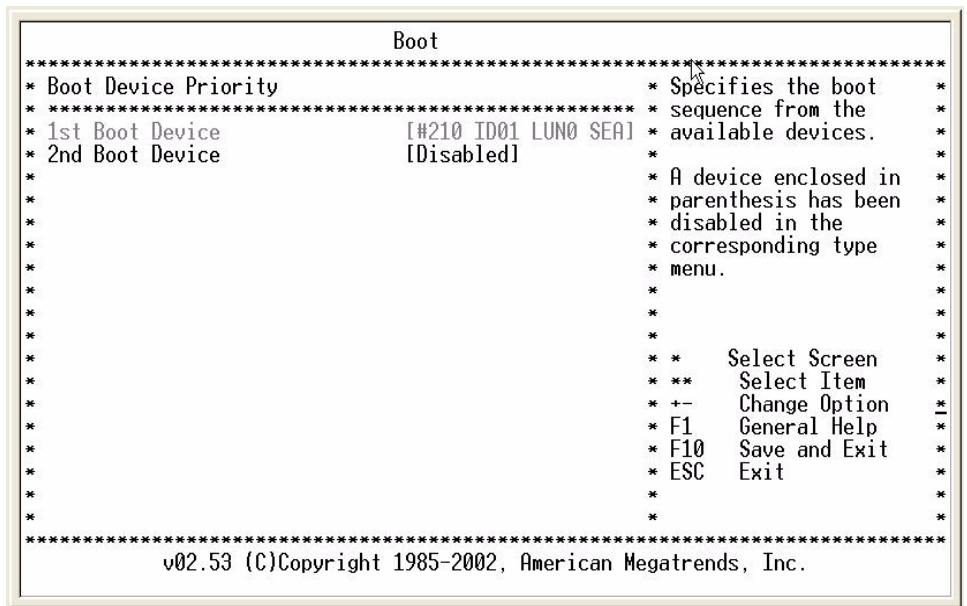 Boot
******************************************************************************
* Boot Device Priority * Specifies the boot *
* *************************************************** * sequence from the *
* 1st Boot Device [#210 ID01 LUN0 SEA] * available devices. *
* 2nd Boot Device [Disabled] * *
* * A device enclosed in *
* * parenthesis has been *
* * disabled in the *
* * corresponding type *
* * menu. *
* * *
* * *
* * *
* * * Select Screen *
* * ** Select Item *
* * +- Change Option *
* * F1 General Help *
* * F10 Save and Exit *
* * ESC Exit *
* * *
* * *
******************************************************************************
v02.53 (C)Copyright 1985-2002, American Megatrends, Inc.